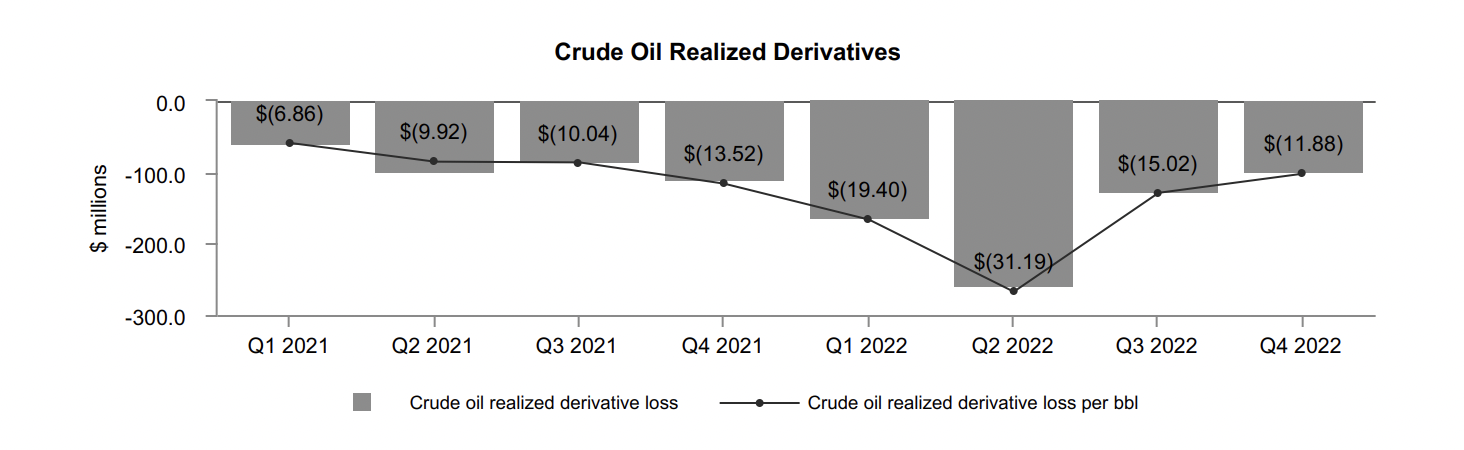 Crude Oil Realized Derivatives
$ millions
0.0
-100.0
-200.0
-300.0
$(6.86)
$(9.92)
$(10.04)
$(13.52)
$(19.40)
$(31.19)
$(15.02)
$(11.88)
Q1 2021
Q2 2021
Q3 2021
Q4 2021
Q1 2022
Q2 2022
Q3 2022
Q4 2022
Crude oil realized derivative loss
Crude oil realized derivative loss per bbl